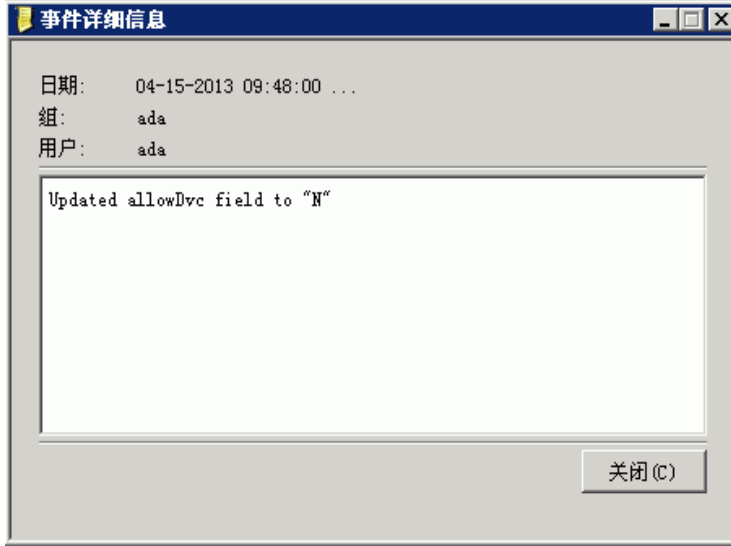 事件详细信息
日期: 04-15-2013 09:48:00 ...
组: ada
用户: ada
Updated allowDvc field to "N"
关闭(C)